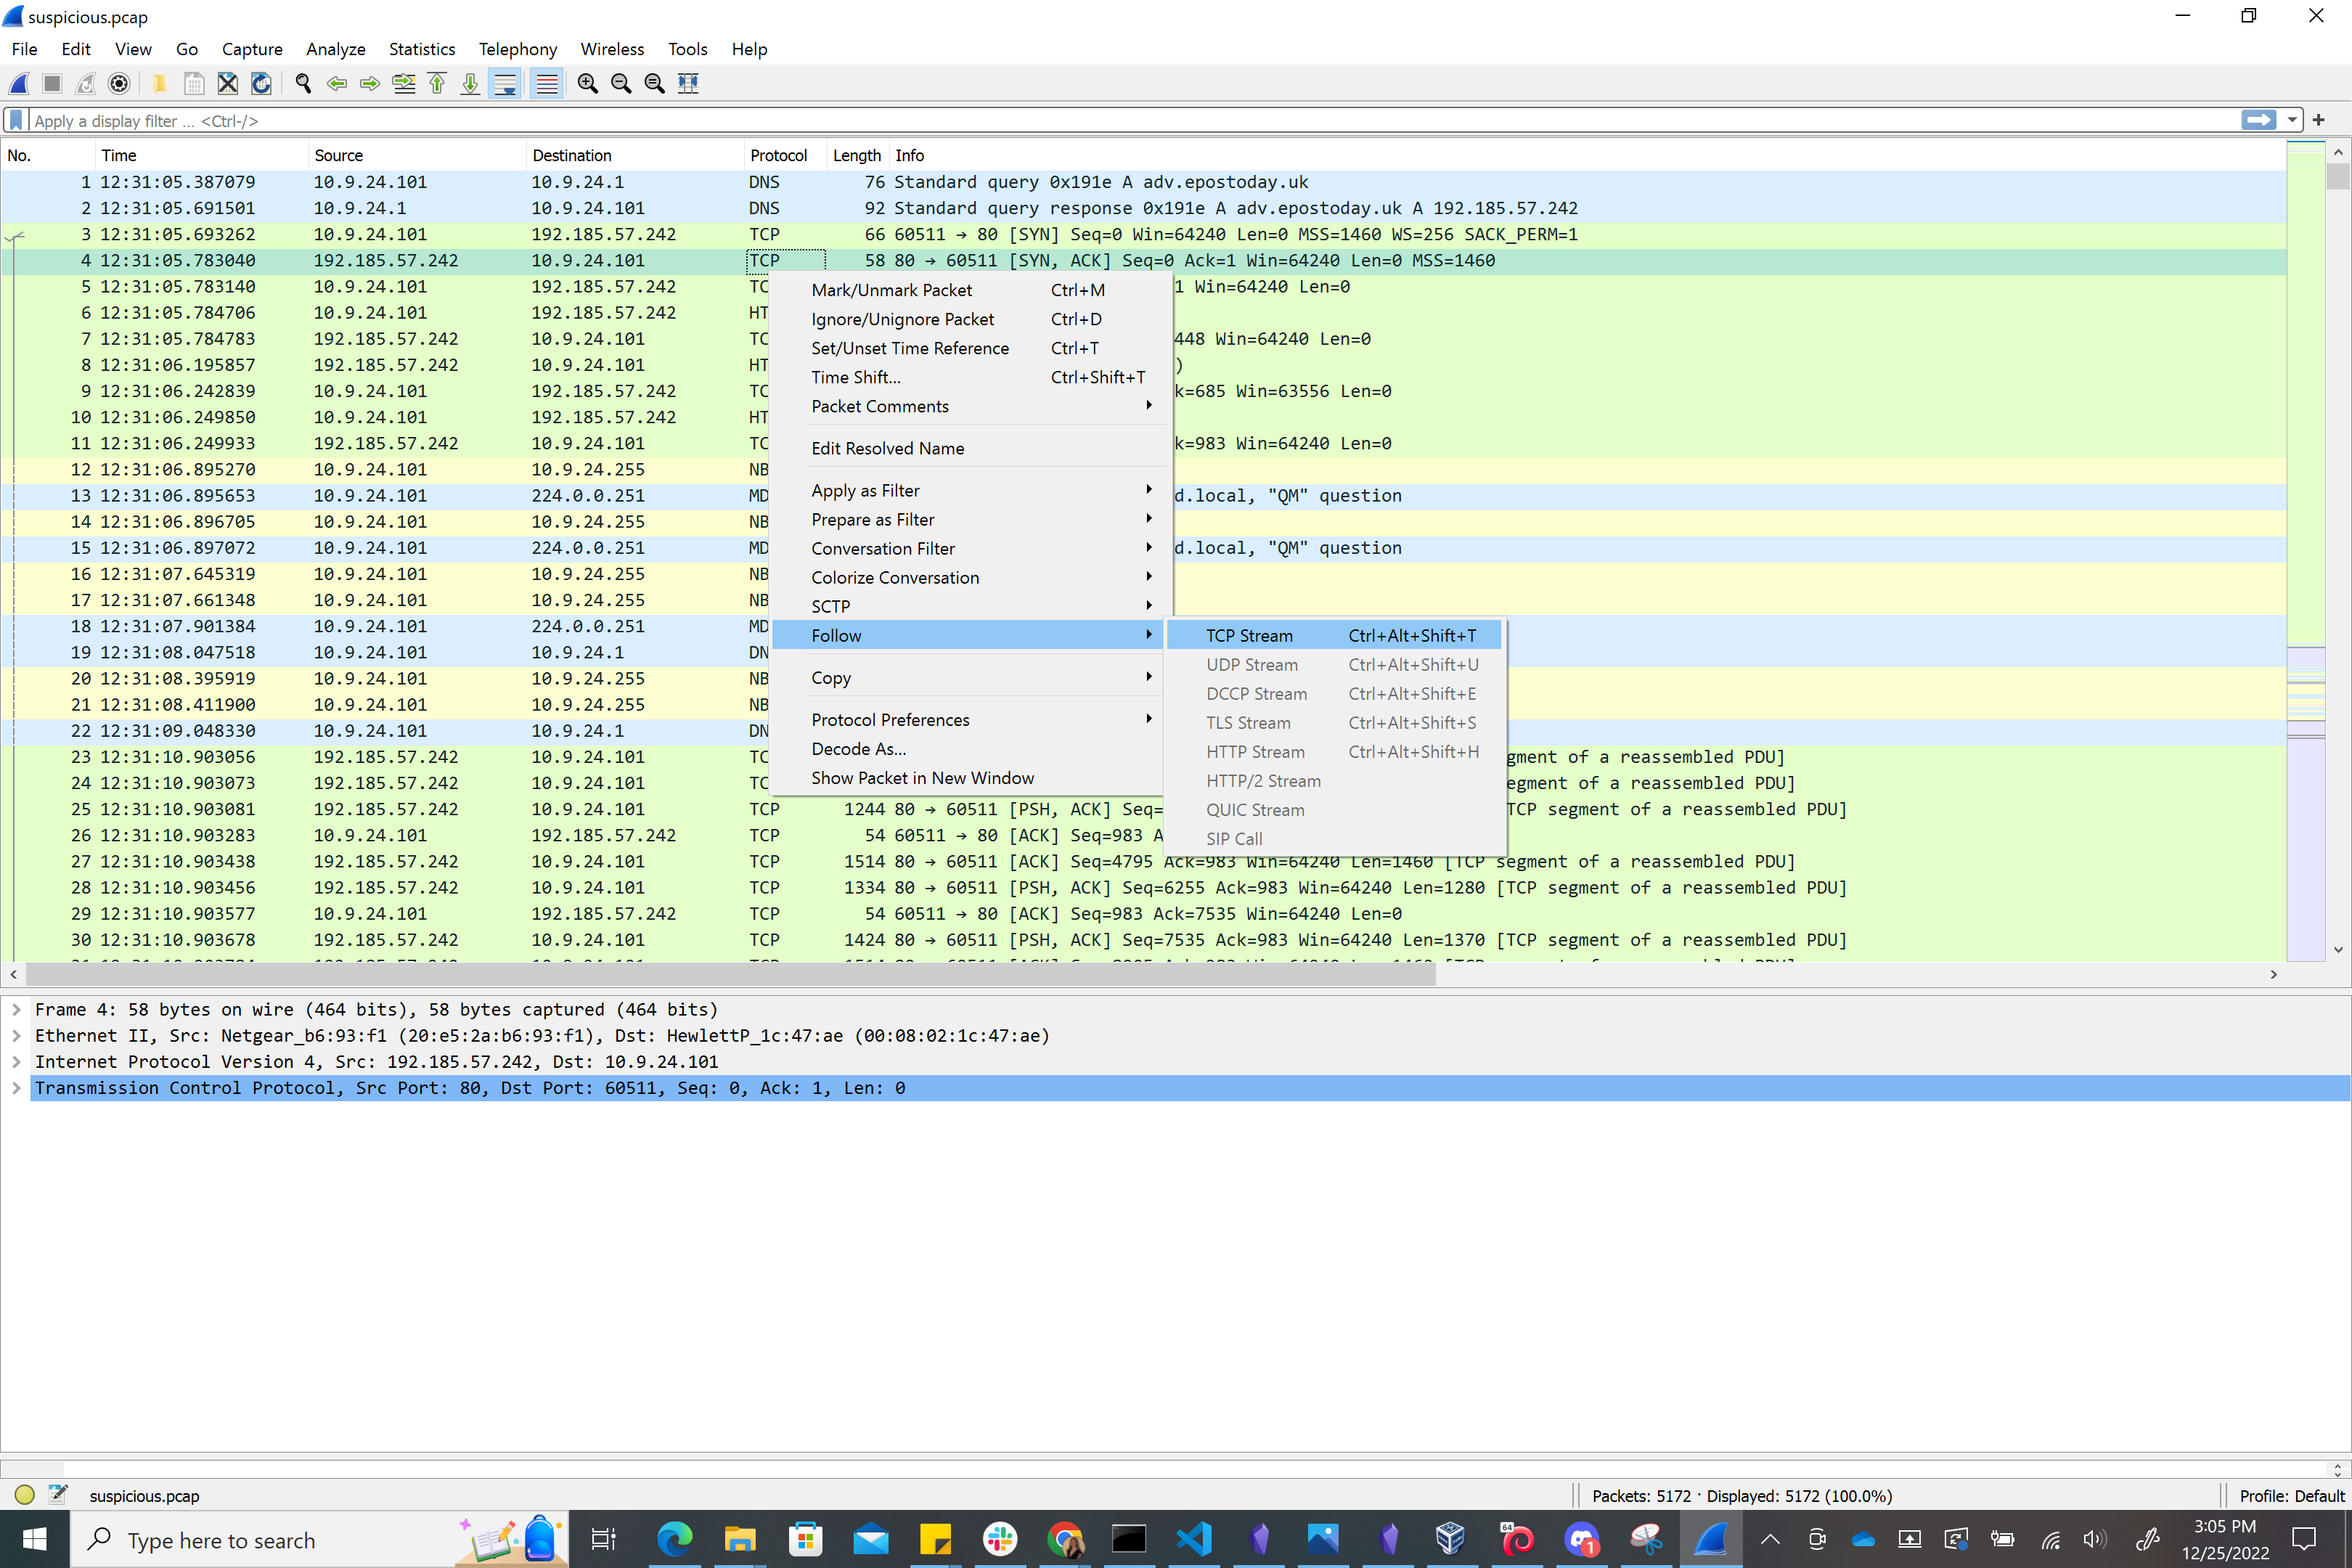 suspicious.pcap
File Edit View Go Capture Analyze Statistics Telephony Wireless Tools Help
Apply a display filter ... <Ctrl-/>
No. Time Source Destination Protocol Length Info
1 12:31:05.387079 10.9.24.101 10.9.24.1 DNS 76 Standard query 0x191e A adv.epostoday.uk
2 12:31:05.691501 10.9.24.1 10.9.24.101 DNS 92 Standard query response 0x191e A adv.epostoday.uk A 192.185.57.242
3 12:31:05.693262 10.9.24.101 192.185.57.242 TCP 66 60511 → 80 [SYN] Seq=0 Win=64240 Len=0 MSS=1460 WS=256 SACK_PERM=1
4 12:31:05.783040 192.185.57.242 10.9.24.101 TCP 58 80 → 60511 [SYN, ACK] Seq=0 Ack=1 Win=64240 Len=0 MSS=1460
5 12:31:05.783140 10.9.24.101 192.185.57.242 TC 1 Win=64240 Len=0
6 12:31:05.784706 10.9.24.101 192.185.57.242 HT
7 12:31:05.784783 192.185.57.242 10.9.24.101 TC 448 Win=64240 Len=0
8 12:31:06.195857 192.185.57.242 10.9.24.101 HT )
9 12:31:06.242839 10.9.24.101 192.185.57.242 TC k=685 Win=63556 Len=0
10 12:31:06.249850 10.9.24.101 192.185.57.242 HT
11 12:31:06.249933 192.185.57.242 10.9.24.101 TC k=983 Win=64240 Len=0
12 12:31:06.895270 10.9.24.101 10.9.24.255 NB
13 12:31:06.895653 10.9.24.101 224.0.0.251 MD d.local, "QM" question
14 12:31:06.896705 10.9.24.101 10.9.24.255 NB
15 12:31:06.897072 10.9.24.101 224.0.0.251 MD d.local, "QM" question
16 12:31:07.645319 10.9.24.101 10.9.24.255 NB
17 12:31:07.661348 10.9.24.101 10.9.24.255 NB
18 12:31:07.901384 10.9.24.101 224.0.0.251 MD
19 12:31:08.047518 10.9.24.101 10.9.24.1 DN
20 12:31:08.395919 10.9.24.101 10.9.24.255 NB
21 12:31:08.411900 10.9.24.101 10.9.24.255 NB
22 12:31:09.048330 10.9.24.101 10.9.24.1 DN
23 12:31:10.903056 192.185.57.242 10.9.24.101 TC gment of a reassembled PDU]
24 12:31:10.903073 192.185.57.242 10.9.24.101 TC egment of a reassembled PDU]
25 12:31:10.903081 192.185.57.242 10.9.24.101 TCP 1244 80 → 60511 [PSH, ACK] Seq= TCP segment of a reassembled PDU]
26 12:31:10.903283 10.9.24.101 192.185.57.242 TCP 54 60511 → 80 [ACK] Seq=983 A
27 12:31:10.903438 192.185.57.242 10.9.24.101 TCP 1514 80 → 60511 [ACK] Seq=4795 Ack=983 Win=64240 Len=1460 [TCP segment of a reassembled PDU]
28 12:31:10.903456 192.185.57.242 10.9.24.101 TCP 1334 80 → 60511 [PSH, ACK] Seq=6255 Ack=983 Win=64240 Len=1280 [TCP segment of a reassembled PDU]
29 12:31:10.903577 10.9.24.101 192.185.57.242 TCP 54 60511 → 80 [ACK] Seq=983 Ack=7535 Win=64240 Len=0
30 12:31:10.903678 192.185.57.242 10.9.24.101 TCP 1424 80 → 60511 [PSH, ACK] Seq=7535 Ack=983 Win=64240 Len=1370 [TCP segment of a reassembled PDU]
Mark/Unmark Packet Ctrl+M
Ignore/Unignore Packet Ctrl+D
Set/Unset Time Reference Ctrl+T
Time Shift... Ctrl+Shift+T
Packet Comments
Edit Resolved Name
Apply as Filter
Prepare as Filter
Conversation Filter
Colorize Conversation
SCTP
Follow
Copy
Protocol Preferences
Decode As...
Show Packet in New Window
TCP Stream Ctrl+Alt+Shift+T
UDP Stream Ctrl+Alt+Shift+U
DCCP Stream Ctrl+Alt+Shift+E
TLS Stream Ctrl+Alt+Shift+S
HTTP Stream Ctrl+Alt+Shift+H
HTTP/2 Stream
QUIC Stream
SIP Call
Frame 4: 58 bytes on wire (464 bits), 58 bytes captured (464 bits)
Ethernet II, Src: Netgear_b6:93:f1 (20:e5:2a:b6:93:f1), Dst: HewlettP_1c:47:ae (00:08:02:1c:47:ae)
Internet Protocol Version 4, Src: 192.185.57.242, Dst: 10.9.24.101
Transmission Control Protocol, Src Port: 80, Dst Port: 60511, Seq: 0, Ack: 1, Len: 0
suspicious.pcap Packets: 5172 · Displayed: 5172 (100.0%) Profile: Default
Type here to search
64
1
3:05 PM
12/25/2022